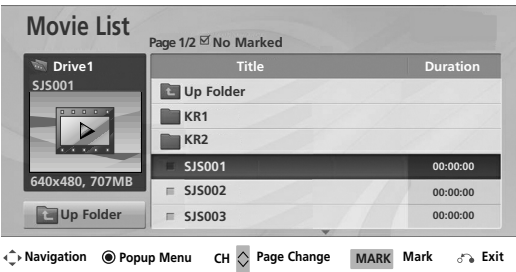 Movie List
Page 1/2 ☑ No Marked
Drive1
SJS001
640x480, 707MB
Up Folder
Title Duration
Up Folder
KR1
KR2
SJS001 00:00:00
SJS002 00:00:00
SJS003 00:00:00
Navigation Popup Menu CH Page Change MARK Mark Exit